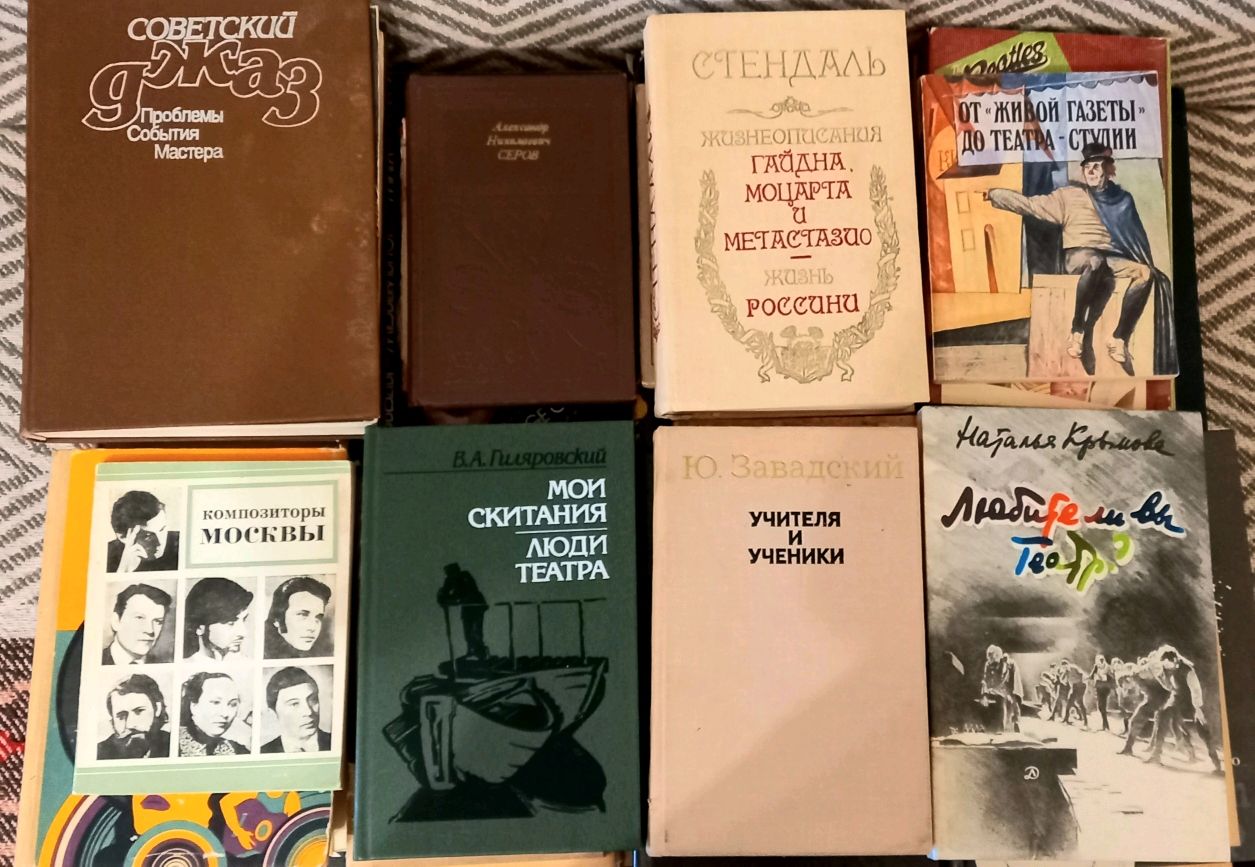 СОВЕТСКИЙ
джаз
Проблемы
События
Мастера
Александр
Николаевич
СЕРОВ
СТЕНДАЛЬ
ЖИЗНЕОПИСАНИЯ
ГАЙДНА,
МОЦАРТА
И
МЕТАСТАЗИО
ЖИЗНЬ
РОССИНИ
Beatles
ОТ «ЖИВОЙ ГАЗЕТЫ»
ДО ТЕАТРА-СТУДИИ
КОМПОЗИТОРЫ
МОСКВЫ
В.А. Гиляровский
МОИ
СКИТАНИЯ
ЛЮДИ
ТЕАТРА
Ю. Завадский
УЧИТЕЛЯ
И
УЧЕНИКИ
Наталья Крымова
Любите ли вы
театр?
Д